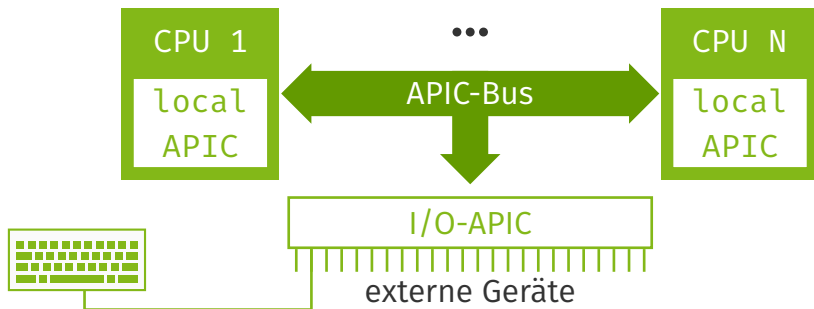 CPU 1
local
APIC
...
APIC-Bus
CPU N
local
APIC
I/O-APIC
externe Geräte